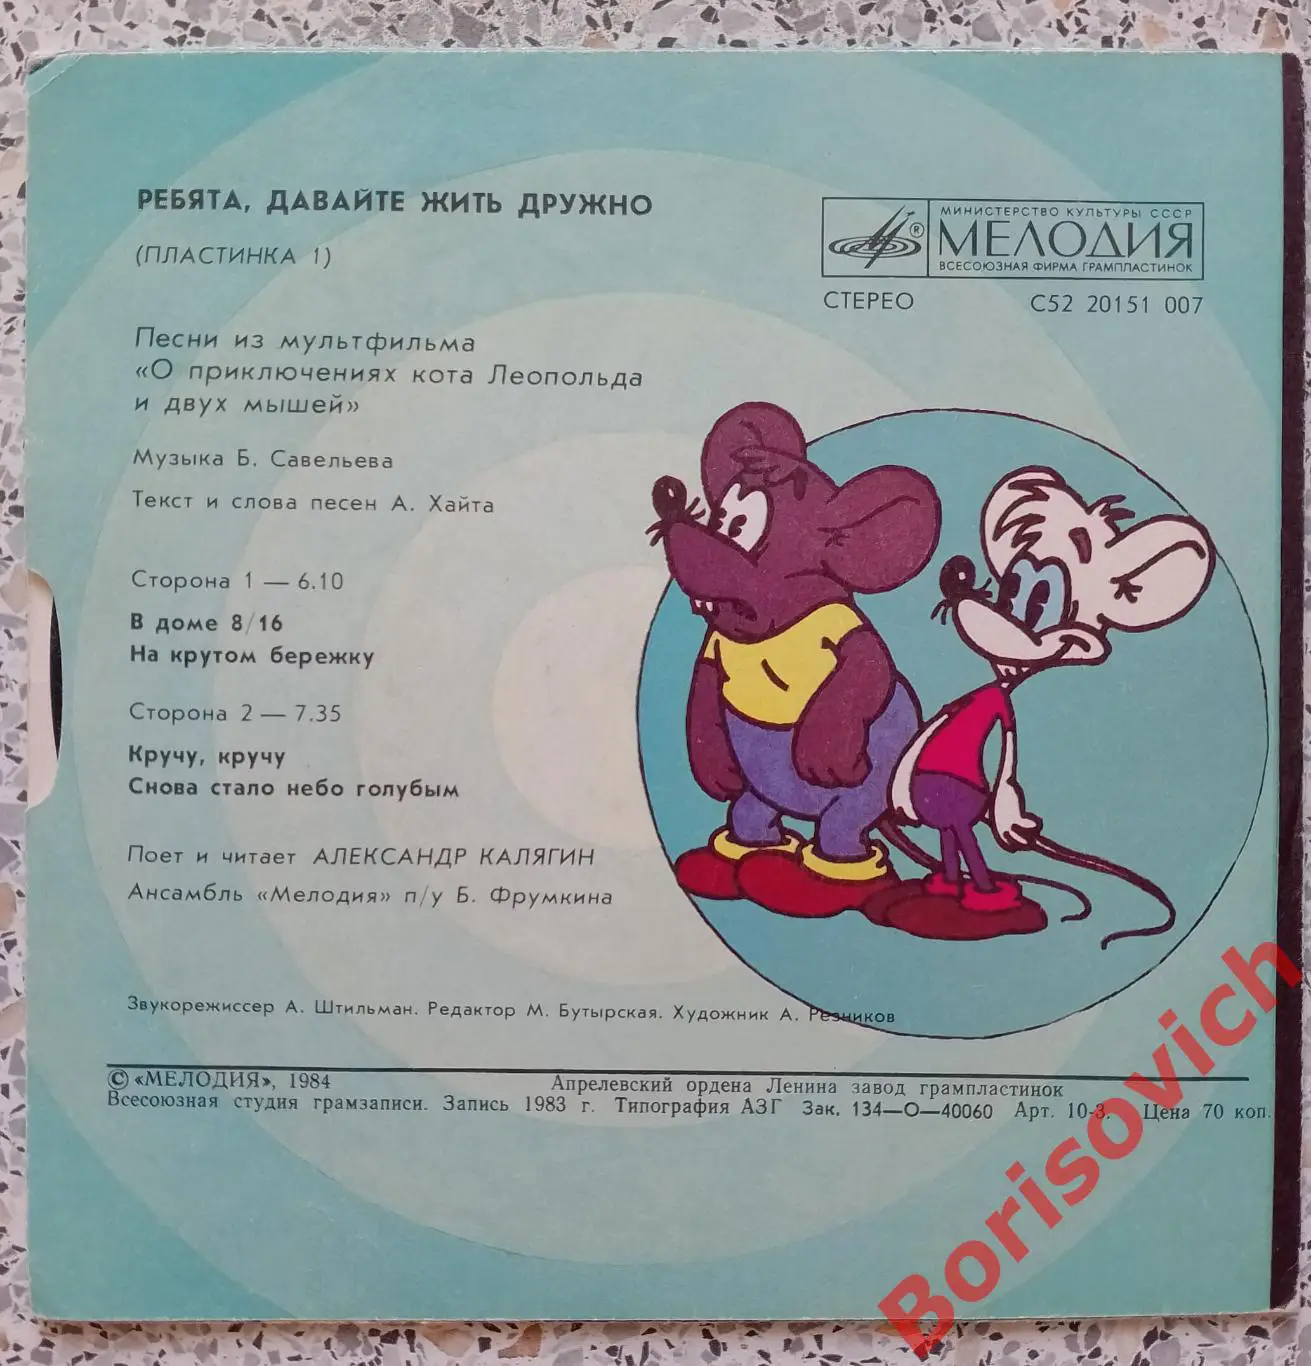 РЕБЯТА, ДАВАЙТЕ ЖИТЬ ДРУЖНО
(ПЛАСТИНКА 1)
МИНИСТЕРСТВО КУЛЬТУРЫ СССР
МЕЛОДИЯ
ВСЕСОЮЗНАЯ ФИРМА ГРАМПЛАСТИНОК
®
СТЕРЕО С52 20151 007
Песни из мультфильма
«О приключениях кота Леопольда
и двух мышей»
Музыка Б. Савельева
Текст и слова песен А. Хайта
Сторона 1 — 6.10
В доме 8/16
На крутом бережку
Сторона 2 — 7.35
Кручу, кручу
Снова стало небо голубым
Поет и читает АЛЕКСАНДР КАЛЯГИН
Ансамбль «Мелодия» п/у Б. Фрумкина
Звукорежиссер А. Штильман. Редактор М. Бутырская. Художник А. Резников
© «МЕЛОДИЯ», 1984 Апрелевский ордена Ленина завод грампластинок
Всесоюзная студия грамзаписи. Запись 1983 г. Типография АЗГ Зак. 134—О—40060 Арт. 10-3. Цена 70 коп.
Borisovich